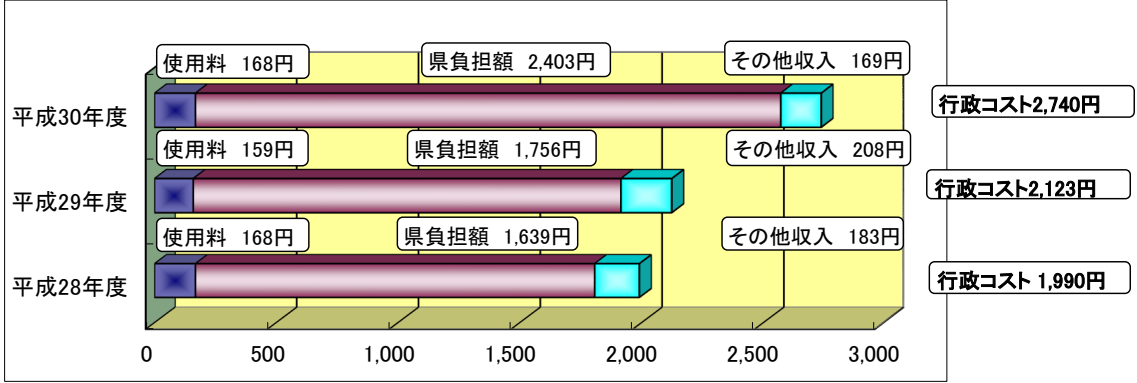 使用料 168円 県負担額 2,403円 その他収入 169円
平成30年度 行政コスト2,740円
使用料 159円 県負担額 1,756円 その他収入 208円
平成29年度 行政コスト2,123円
使用料 168円 県負担額 1,639円 その他収入 183円
平成28年度 行政コスト 1,990円
0 500 1,000 1,500 2,000 2,500 3,000